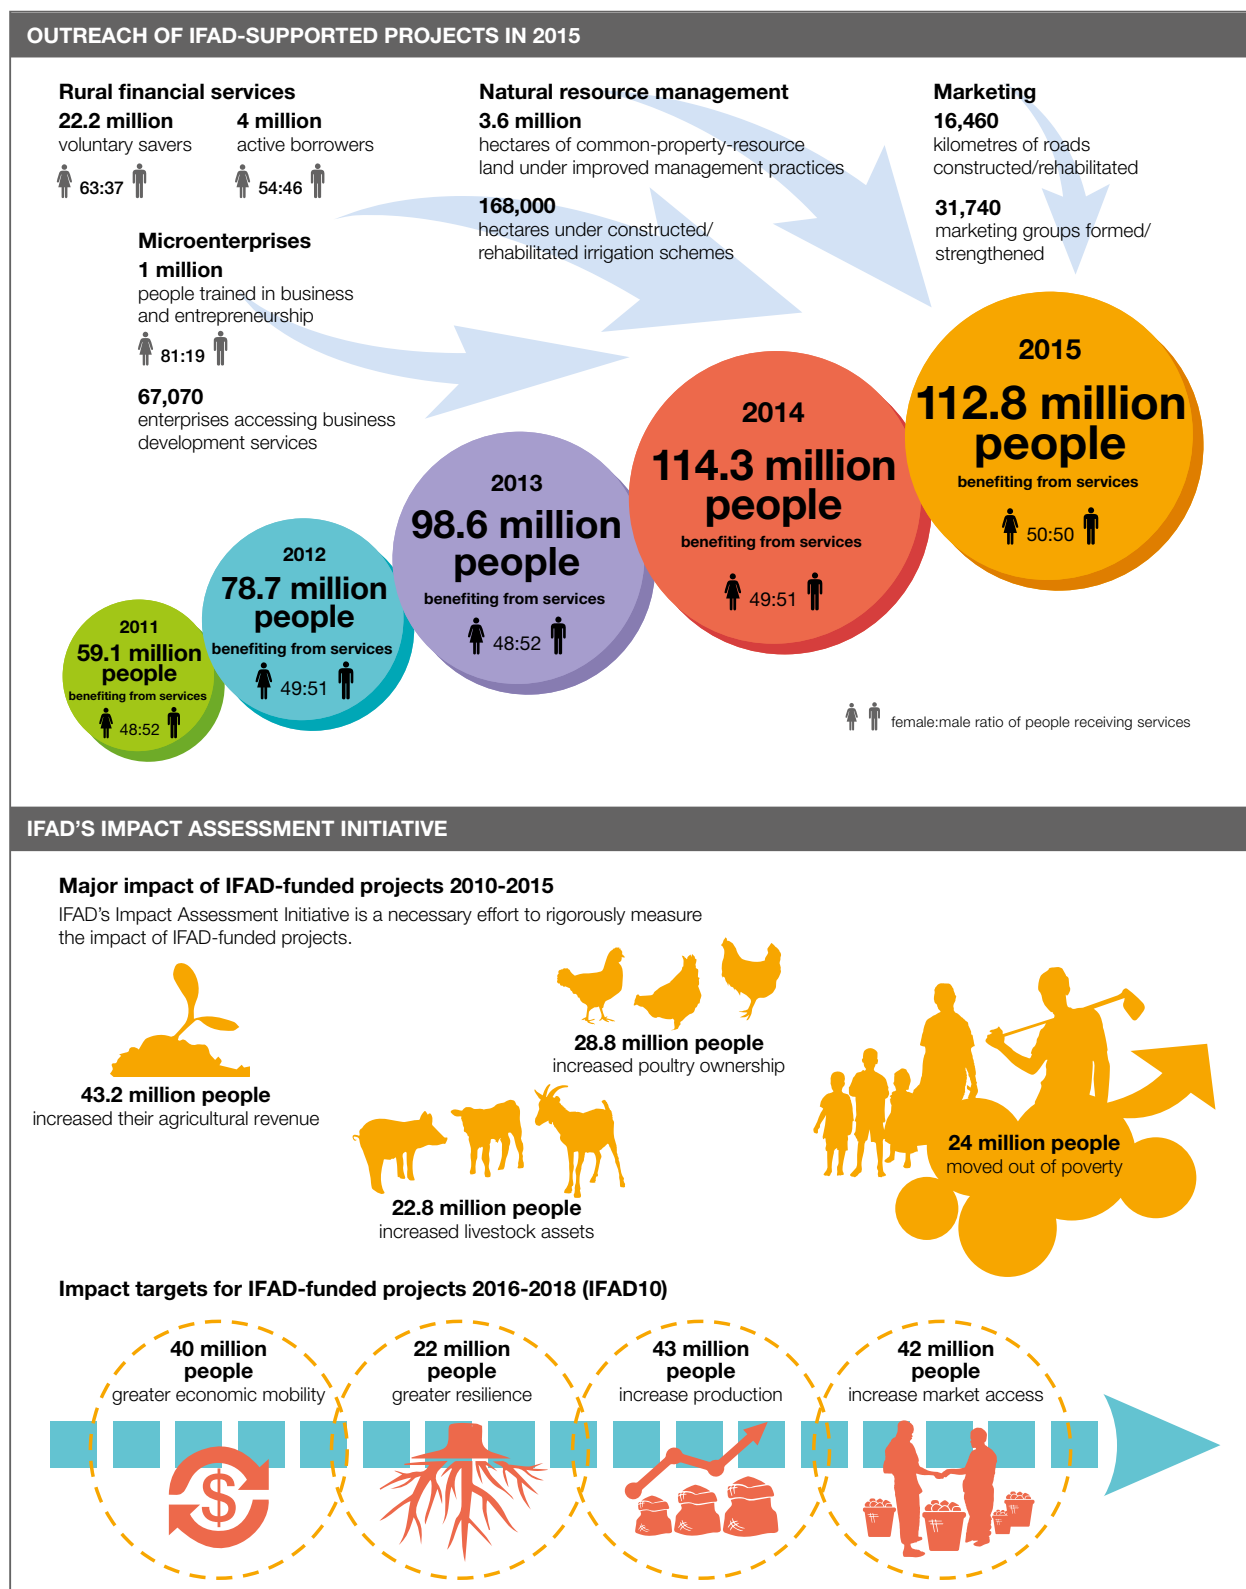 OUTREACH OF IFAD-SUPPORTED PROJECTS IN 2015
Rural financial services
22.2 million
voluntary savers
63:37
4 million
active borrowers
54:46
Microenterprises
1 million
people trained in business
and entrepreneurship
81:19
67,070
enterprises accessing business
development services
Natural resource management
3.6 million
hectares of common-property-resource
land under improved management practices
168,000
hectares under constructed/
rehabilitated irrigation schemes
Marketing
16,460
kilometres of roads
constructed/rehabilitated
31,740
marketing groups formed/
strengthened
2011
59.1 million
people
benefiting from services
48:52
2012
78.7 million
people
benefiting from services
49:51
2013
98.6 million
people
benefiting from services
48:52
2014
114.3 million
people
benefiting from services
49:51
2015
112.8 million
people
benefiting from services
50:50
female:male ratio of people receiving services
IFAD'S IMPACT ASSESSMENT INITIATIVE
Major impact of IFAD-funded projects 2010-2015
IFAD's Impact Assessment Initiative is a necessary effort to rigorously measure
the impact of IFAD-funded projects.
43.2 million people
increased their agricultural revenue
28.8 million people
increased poultry ownership
22.8 million people
increased livestock assets
24 million people
moved out of poverty
Impact targets for IFAD-funded projects 2016-2018 (IFAD10)
40 million
people
greater economic mobility
$
22 million
people
greater resilience
43 million
people
increase production
42 million
people
increase market access